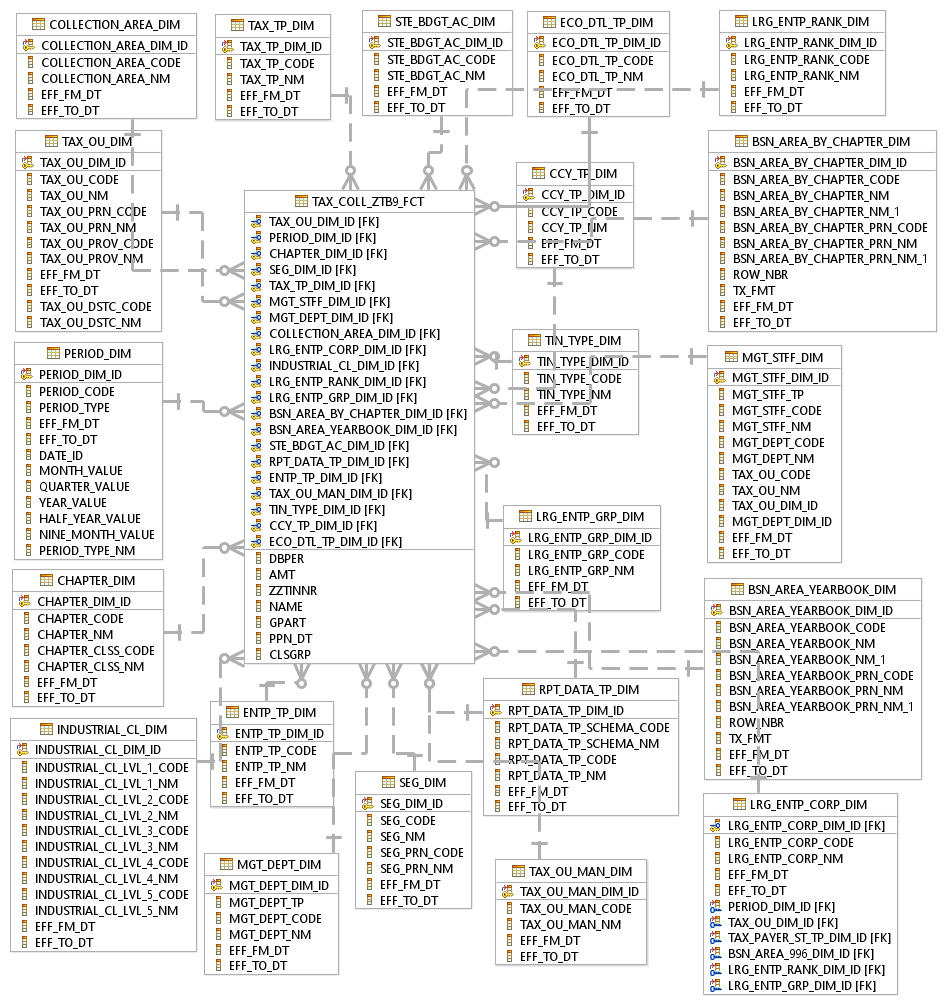 COLLECTION_AREA_DIM
COLLECTION_AREA_DIM_ID
COLLECTION_AREA_CODE
COLLECTION_AREA_NM
EFF_FM_DT
EFF_TO_DT
TAX_TP_DIM
TAX_TP_DIM_ID
TAX_TP_CODE
TAX_TP_NM
EFF_FM_DT
EFF_TO_DT
STE_BDGT_AC_DIM
STE_BDGT_AC_DIM_ID
STE_BDGT_AC_CODE
STE_BDGT_AC_NM
EFF_FM_DT
EFF_TO_DT
ECO_DTL_TP_DIM
ECO_DTL_TP_DIM_ID
ECO_DTL_TP_CODE
ECO_DTL_TP_NM
EFF_FM_DT
EFF_TO_DT
LRG_ENTP_RANK_DIM
LRG_ENTP_RANK_DIM_ID
LRG_ENTP_RANK_CODE
LRG_ENTP_RANK_NM
EFF_FM_DT
EFF_TO_DT
TAX_OU_DIM
TAX_OU_DIM_ID
TAX_OU_CODE
TAX_OU_NM
TAX_OU_PRN_CODE
TAX_OU_PRN_NM
TAX_OU_PROV_CODE
TAX_OU_PROV_NM
EFF_FM_DT
EFF_TO_DT
TAX_OU_DSTC_CODE
TAX_OU_DSTC_NM
TAX_COLL_ZTB9_FCT
TAX_OU_DIM_ID [FK]
PERIOD_DIM_ID [FK]
CHAPTER_DIM_ID [FK]
SEG_DIM_ID [FK]
TAX_TP_DIM_ID [FK]
MGT_STFF_DIM_ID [FK]
MGT_DEPT_DIM_ID [FK]
COLLECTION_AREA_DIM_ID [FK]
LRG_ENTP_CORP_DIM_ID [FK]
INDUSTRIAL_CL_DIM_ID [FK]
LRG_ENTP_RANK_DIM_ID [FK]
LRG_ENTP_GRP_DIM_ID [FK]
BSN_AREA_BY_CHAPTER_DIM_ID [FK]
BSN_AREA_YEARBOOK_DIM_ID [FK]
STE_BDGT_AC_DIM_ID [FK]
RPT_DATA_TP_DIM_ID [FK]
ENTP_TP_DIM_ID [FK]
TAX_OU_MAN_DIM_ID [FK]
TIN_TYPE_DIM_ID [FK]
CCY_TP_DIM_ID [FK]
ECO_DTL_TP_DIM_ID [FK]
DBPER
AMT
ZZTINNR
NAME
GPART
PPN_DT
CLSGRP
CCY_TP_DIM
CCY_TP_DIM_ID
CCY_TP_CODE
CCY_TP_NM
EFF_FM_DT
EFF_TO_DT
BSN_AREA_BY_CHAPTER_DIM
BSN_AREA_BY_CHAPTER_DIM_ID
BSN_AREA_BY_CHAPTER_CODE
BSN_AREA_BY_CHAPTER_NM
BSN_AREA_BY_CHAPTER_NM_1
BSN_AREA_BY_CHAPTER_PRN_CODE
BSN_AREA_BY_CHAPTER_PRN_NM
BSN_AREA_BY_CHAPTER_PRN_NM_1
ROW_NBR
TX_FMT
EFF_FM_DT
EFF_TO_DT
PERIOD_DIM
PERIOD_DIM_ID
PERIOD_CODE
PERIOD_TYPE
EFF_FM_DT
EFF_TO_DT
DATE_ID
MONTH_VALUE
QUARTER_VALUE
YEAR_VALUE
HALF_YEAR_VALUE
NINE_MONTH_VALUE
PERIOD_TYPE_NM
TIN_TYPE_DIM
TIN_TYPE_DIM_ID
TIN_TYPE_CODE
TIN_TYPE_NM
EFF_FM_DT
EFF_TO_DT
MGT_STFF_DIM
MGT_STFF_DIM_ID
MGT_STFF_TP
MGT_STFF_CODE
MGT_STFF_NM
MGT_DEPT_CODE
MGT_DEPT_NM
TAX_OU_CODE
TAX_OU_NM
TAX_OU_DIM_ID
MGT_DEPT_DIM_ID
EFF_FM_DT
EFF_TO_DT
LRG_ENTP_GRP_DIM
LRG_ENTP_GRP_DIM_ID
LRG_ENTP_GRP_CODE
LRG_ENTP_GRP_NM
EFF_FM_DT
EFF_TO_DT
CHAPTER_DIM
CHAPTER_DIM_ID
CHAPTER_CODE
CHAPTER_NM
CHAPTER_CLSS_CODE
CHAPTER_CLSS_NM
EFF_FM_DT
EFF_TO_DT
BSN_AREA_YEARBOOK_DIM
BSN_AREA_YEARBOOK_DIM_ID
BSN_AREA_YEARBOOK_CODE
BSN_AREA_YEARBOOK_NM
BSN_AREA_YEARBOOK_NM_1
BSN_AREA_YEARBOOK_PRN_CODE
BSN_AREA_YEARBOOK_PRN_NM
BSN_AREA_YEARBOOK_PRN_NM_1
ROW_NBR
TX_FMT
EFF_FM_DT
EFF_TO_DT
INDUSTRIAL_CL_DIM
INDUSTRIAL_CL_DIM_ID
INDUSTRIAL_CL_LVL_1_CODE
INDUSTRIAL_CL_LVL_1_NM
INDUSTRIAL_CL_LVL_2_CODE
INDUSTRIAL_CL_LVL_2_NM
INDUSTRIAL_CL_LVL_3_CODE
INDUSTRIAL_CL_LVL_3_NM
INDUSTRIAL_CL_LVL_4_CODE
INDUSTRIAL_CL_LVL_4_NM
INDUSTRIAL_CL_LVL_5_CODE
INDUSTRIAL_CL_LVL_5_NM
EFF_FM_DT
EFF_TO_DT
ENTP_TP_DIM
ENTP_TP_DIM_ID
ENTP_TP_CODE
ENTP_TP_NM
EFF_FM_DT
EFF_TO_DT
RPT_DATA_TP_DIM
RPT_DATA_TP_DIM_ID
RPT_DATA_TP_SCHEMA_CODE
RPT_DATA_TP_SCHEMA_NM
RPT_DATA_TP_CODE
RPT_DATA_TP_NM
EFF_FM_DT
EFF_TO_DT
SEG_DIM
SEG_DIM_ID
SEG_CODE
SEG_NM
SEG_PRN_CODE
SEG_PRN_NM
EFF_FM_DT
EFF_TO_DT
MGT_DEPT_DIM
MGT_DEPT_DIM_ID
MGT_DEPT_TP
MGT_DEPT_CODE
MGT_DEPT_NM
EFF_FM_DT
EFF_TO_DT
TAX_OU_MAN_DIM
TAX_OU_MAN_DIM_ID
TAX_OU_MAN_CODE
TAX_OU_MAN_NM
EFF_FM_DT
EFF_TO_DT
LRG_ENTP_CORP_DIM
LRG_ENTP_CORP_DIM_ID [FK]
LRG_ENTP_CORP_CODE
LRG_ENTP_CORP_NM
EFF_FM_DT
EFF_TO_DT
PERIOD_DIM_ID [FK]
TAX_OU_DIM_ID [FK]
TAX_PAYER_ST_TP_DIM_ID [FK]
BSN_AREA_996_DIM_ID [FK]
LRG_ENTP_RANK_DIM_ID [FK]
LRG_ENTP_GRP_DIM_ID [FK]